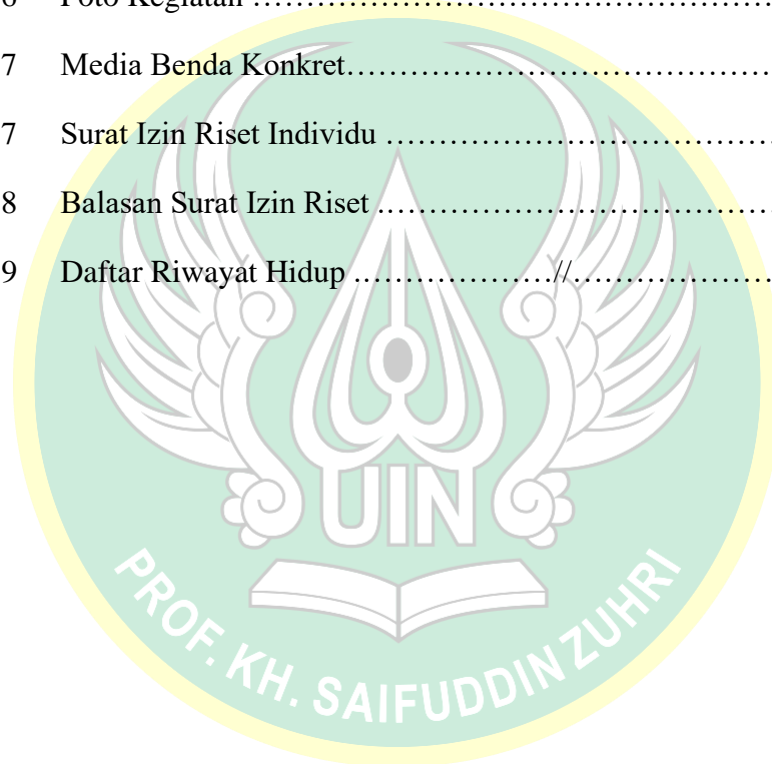 Foto Kegiatan ……………………………………………
7 Media Benda Konkret……………………………………
7 Surat Izin Riset Individu …………………………………
8 Balasan Surat Izin Riset …………………………………
9 Daftar Riwayat Hidup …………………//…………………
UIN
PROF. KH. SAIFUDDIN ZUHRI